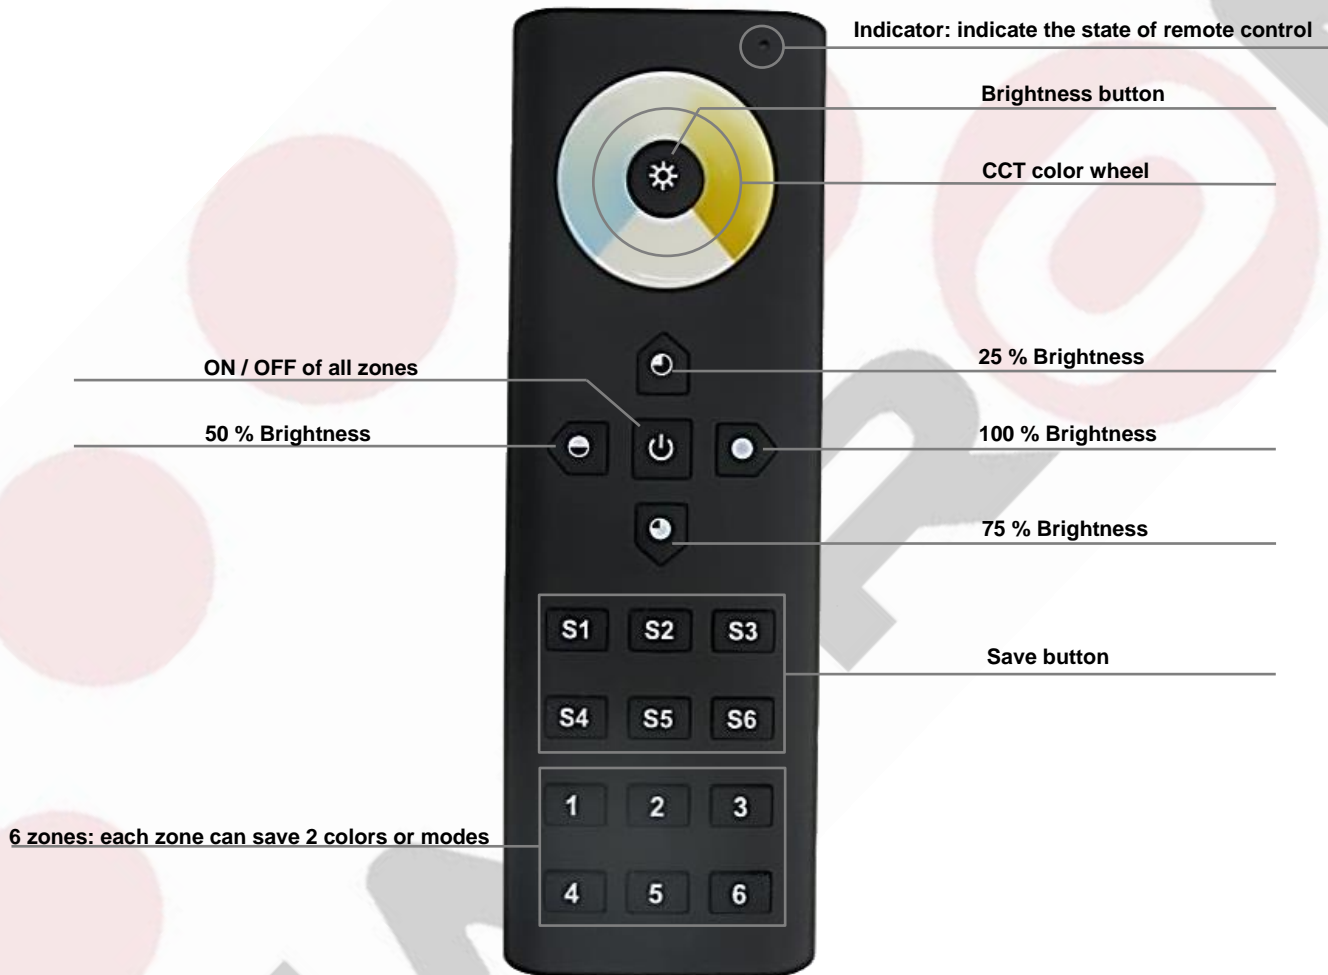 Indicator: indicate the state of remote control
Brightness button
CCT color wheel
ON / OFF of all zones
25 % Brightness
50 % Brightness
100 % Brightness
75 % Brightness
S1 S2 S3
Save button
S4 S5 S6
1 2 3
6 zones: each zone can save 2 colors or modes
4 5 6